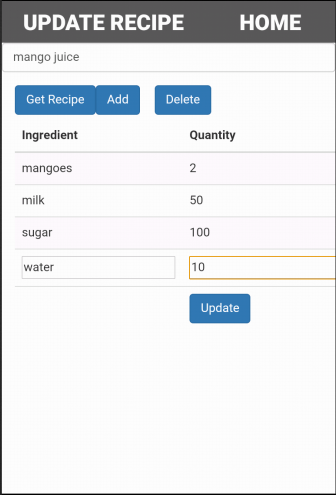 UPDATE RECIPE HOME
mango juice
Get Recipe Add Delete
Ingredient Quantity
mangoes 2
milk 50
sugar 100
water 10
Update